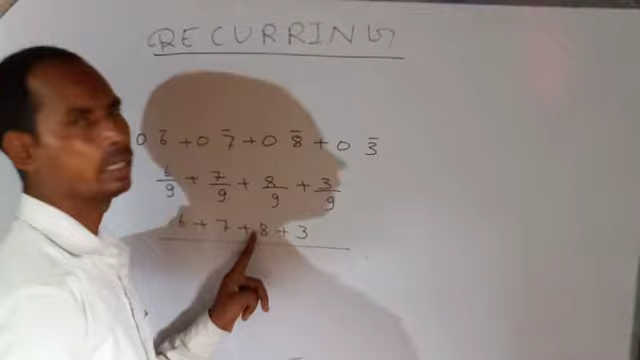 RECURRING
0 6̄ + 0 7̄ + 0 8̄ + 0 3̄
6/9 + 7/9 + 8/9 + 3/9
6 + 7 + 8 + 3